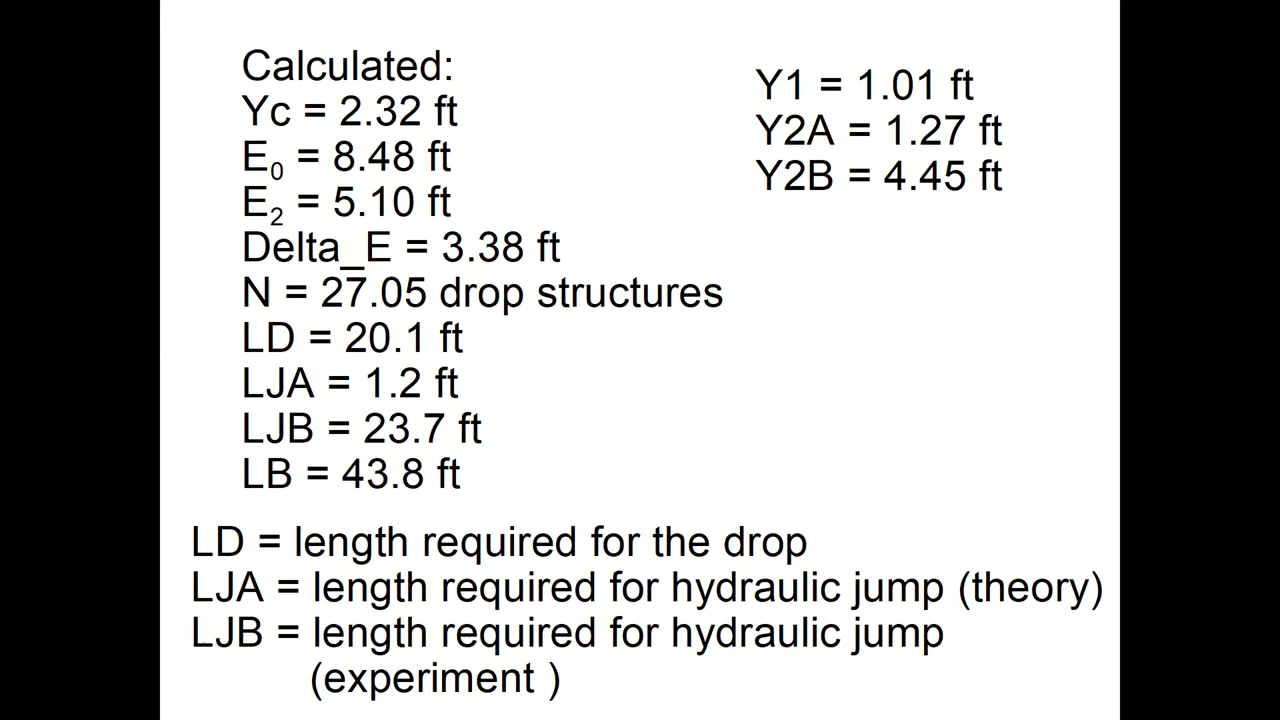 Calculated:
Yc = 2.32 ft
E₀ = 8.48 ft
E₂ = 5.10 ft
Delta_E = 3.38 ft
N = 27.05 drop structures
LD = 20.1 ft
LJA = 1.2 ft
LJB = 23.7 ft
LB = 43.8 ft
Y1 = 1.01 ft
Y2A = 1.27 ft
Y2B = 4.45 ft
LD = length required for the drop
LJA = length required for hydraulic jump (theory)
LJB = length required for hydraulic jump
(experiment )